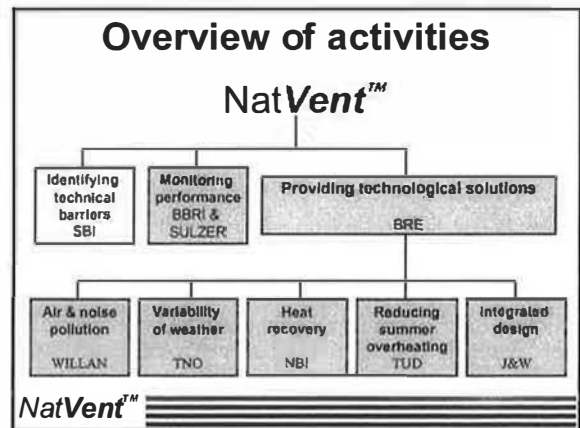 Overview of activities
NatVent™
Identifying
technical
barriers
SBI
Monitoring
performance
BBRI &
SULZER
Providing technological solutions
BRE
Air & noise
pollution
WILLAN
Variability
of weather
TNO
Heat
recovery
NBI
Reducing
summer
overheating
TUD
Integrated
design
J&W
NatVent™